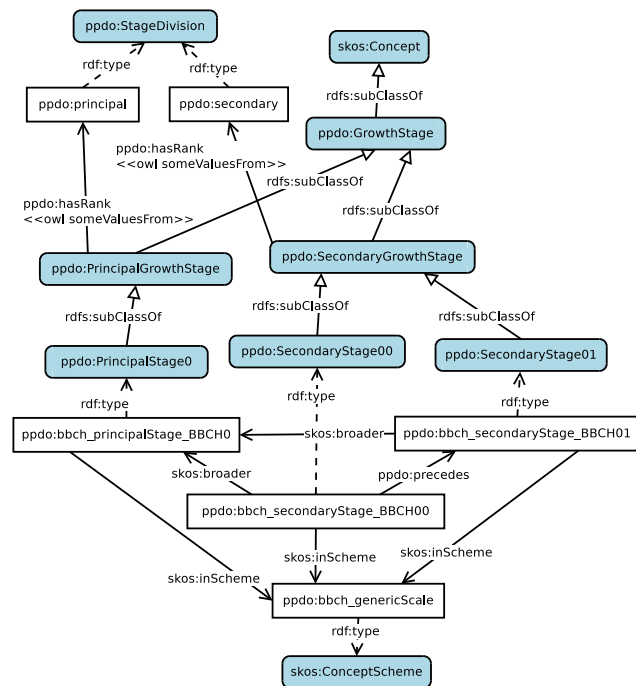 ppdo:StageDivision
skos:Concept
rdf:type
rdf:type
rdfs:subClassOf
ppdo:principal
ppdo:secondary
ppdo:GrowthStage
ppdo:hasRank
<<owl someValuesFrom>>
rdfs:subClassOf
ppdo:hasRank
<<owl someValuesFrom>>
rdfs:subClassOf
ppdo:PrincipalGrowthStage
ppdo:SecondaryGrowthStage
rdfs:subClassOf
rdfs:subClassOf
rdfs:subClassOf
ppdo:PrincipalStage0
ppdo:SecondaryStage00
ppdo:SecondaryStage01
rdf:type
rdf:type
rdf:type
ppdo:bbch_principalStage_BBCH0
skos:broader
ppdo:bbch_secondaryStage_BBCH01
skos:broader
ppdo:precedes
ppdo:bbch_secondaryStage_BBCH00
skos:inScheme
skos:inScheme
skos:inScheme
ppdo:bbch_genericScale
rdf:type
skos:ConceptScheme